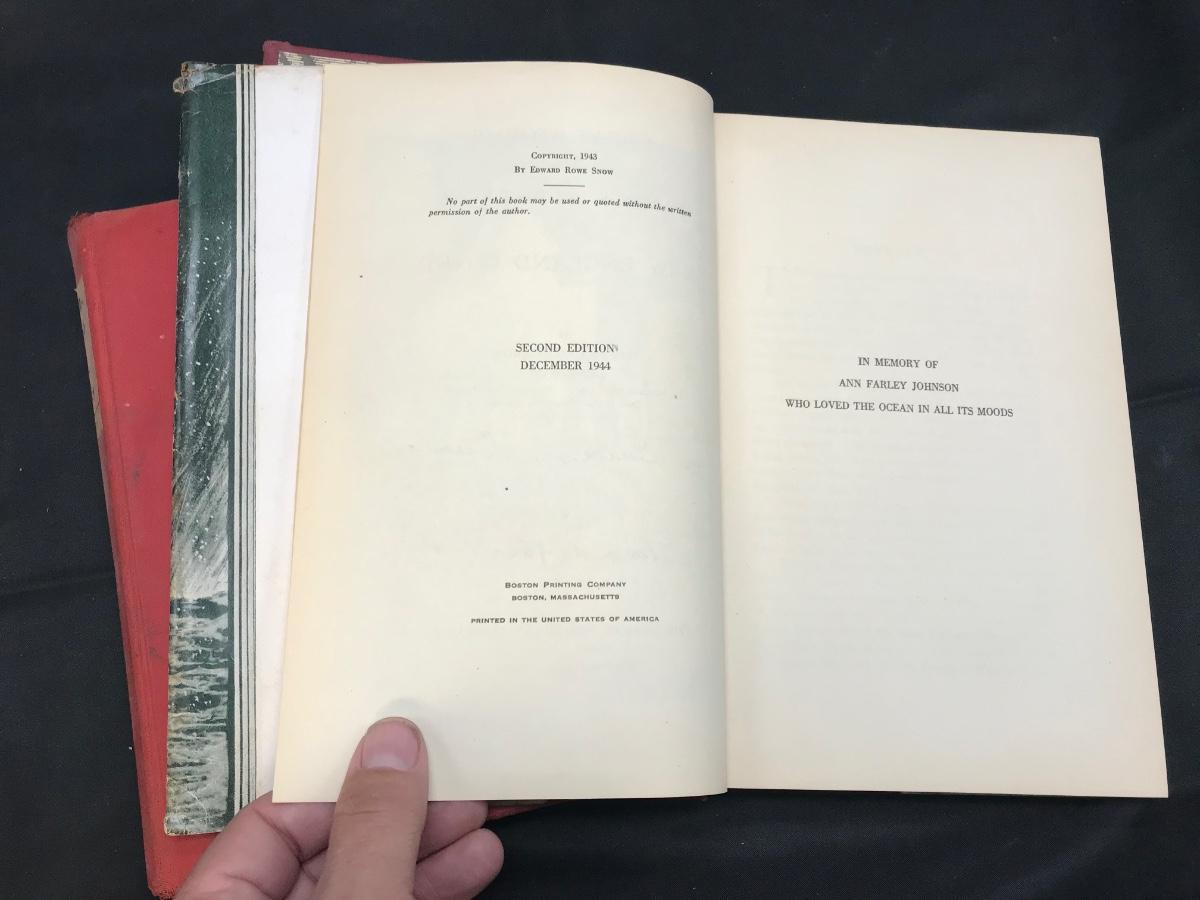 COPYRIGHT, 1943
BY EDWARD ROWE SNOW
No part of this book may be used or quoted without the written
permission of the author.
SECOND EDITION
DECEMBER 1944
BOSTON PRINTING COMPANY
BOSTON, MASSACHUSETTS
PRINTED IN THE UNITED STATES OF AMERICA
IN MEMORY OF
ANN FARLEY JOHNSON
WHO LOVED THE OCEAN IN ALL ITS MOODS